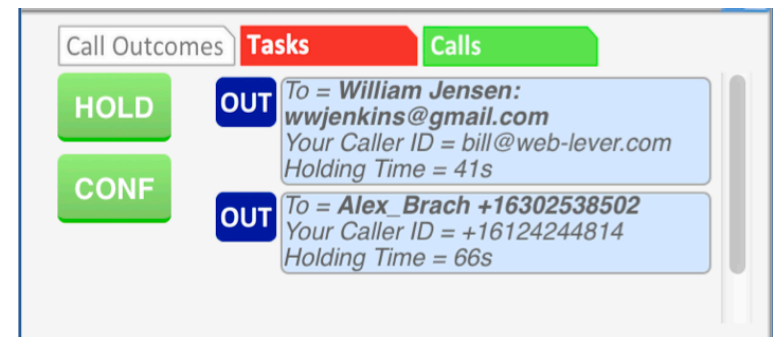 Call Outcomes Tasks Calls
HOLD
CONF
OUT
To = William Jensen:
wwjenkins@gmail.com
Your Caller ID = bill@web-lever.com
Holding Time = 41s
OUT
To = Alex_Brach +16302538502
Your Caller ID = +16124244814
Holding Time = 66s